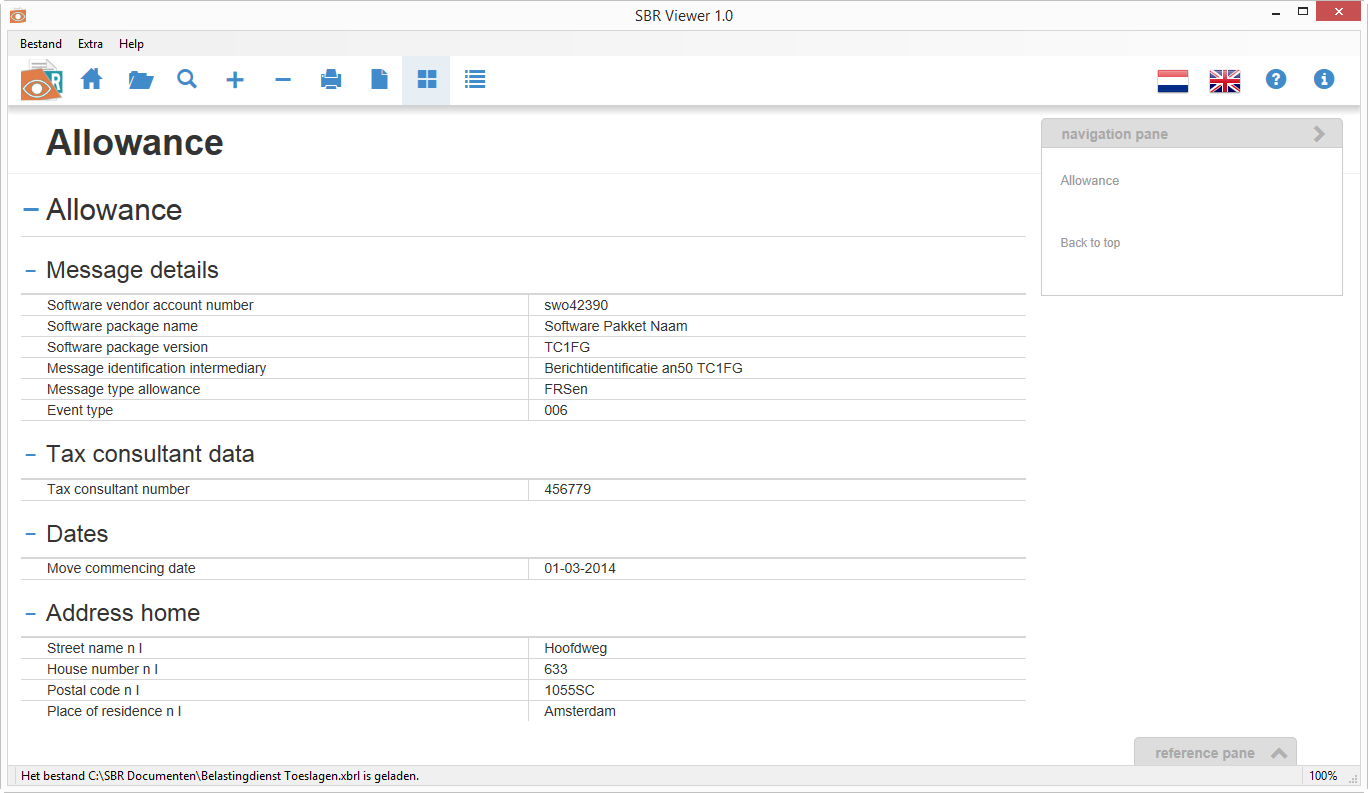 SBR Viewer 1.0
Bestand Extra Help
R
Allowance
navigation pane
Allowance
Back to top
Allowance
Message details
Software vendor account number swo42390
Software package name Software Pakket Naam
Software package version TC1FG
Message identification intermediary Berichtidentificatie an50 TC1FG
Message type allowance FRSen
Event type 006
Tax consultant data
Tax consultant number 456779
Dates
Move commencing date 01-03-2014
Address home
Street name n l Hoofdweg
House number n l 633
Postal code n l 1055SC
Place of residence n l Amsterdam
reference pane
Het bestand C:\SBR Documenten\Belastingdienst Toeslagen.xbrl is geladen. 100%